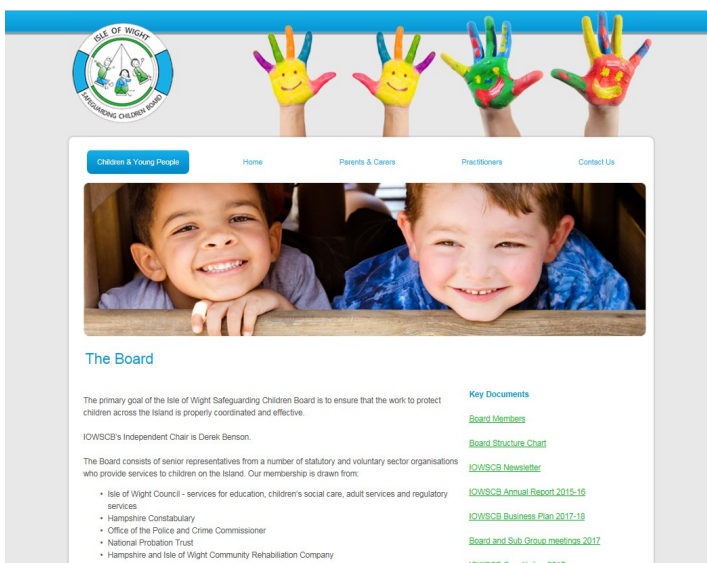 ISLE OF WIGHT
SAFEGUARDING CHILDREN BOARD
Children & Young People
Home
Parents & Carers
Practitioners
Contact Us
The Board
The primary goal of the Isle of Wight Safeguarding Children Board is to ensure that the work to protect
children across the Island is properly coordinated and effective.
IOWSCB's Independent Chair is Derek Benson.
The Board consists of senior representatives from a number of statutory and voluntary sector organisations
who provide services to children on the Island. Our membership is drawn from:
• Isle of Wight Council - services for education, children's social care, adult services and regulatory
services
• Hampshire Constabulary
• Office of the Police and Crime Commissioner
• National Probation Trust
• Hampshire and Isle of Wight Community Rehabiliation Company
Key Documents
Board Members
Board Structure Chart
IOWSCB Newsletter
IOWSCB Annual Report 2015-16
IOWSCB Business Plan 2017-18
Board and Sub Group meetings 2017